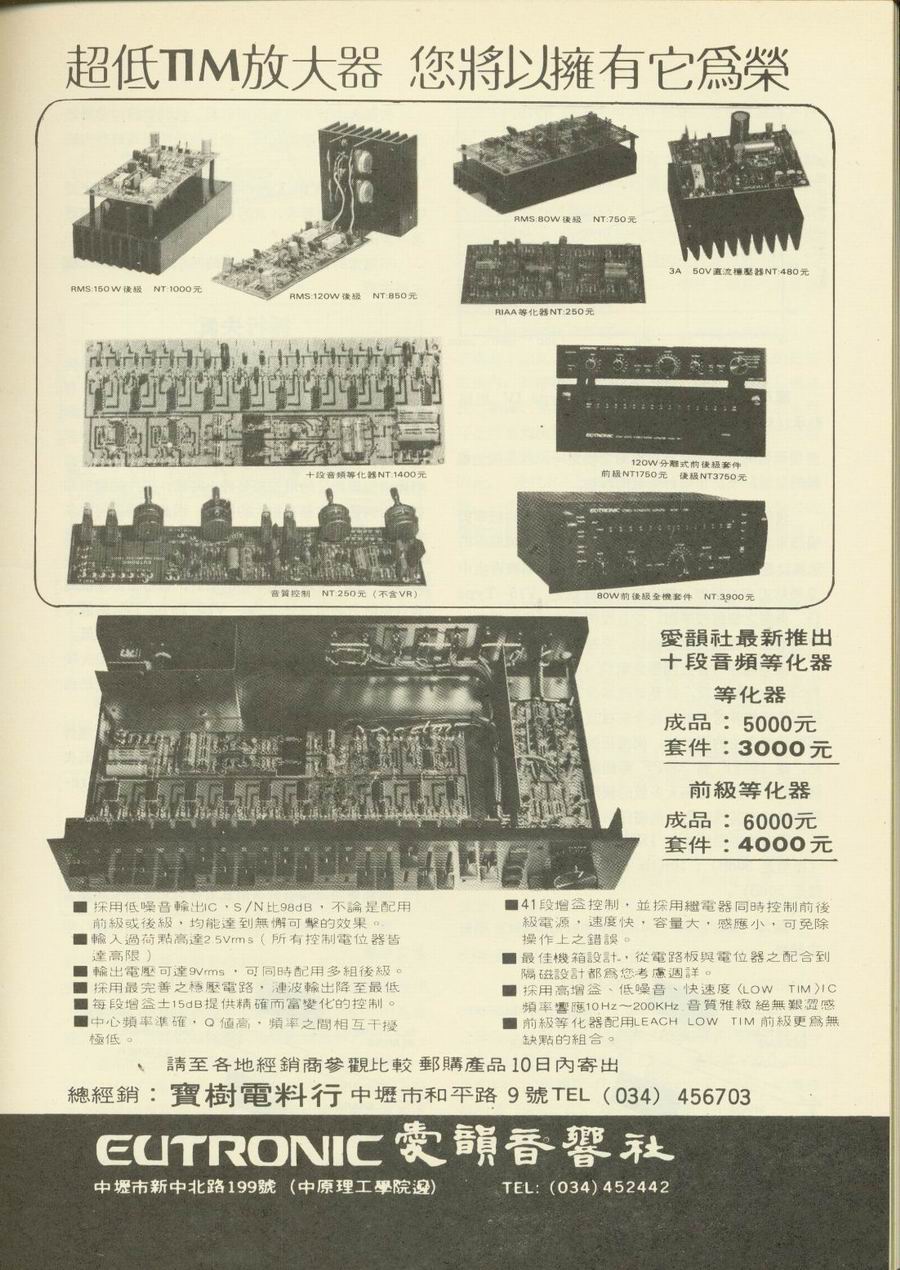 超低TIM放大器 您將以擁有它爲榮
RMS:150W後級 NT:1000元
RMS:120W後級 NT:850元
RMS:80W後級 NT:750元
RIAA等化器NT:250元
3A 50V直流穩壓器NT:480元
十段音頻等化器NT:1400元
音質控制 NT:250元(不含VR)
EUTRONIC
120W分離式前後級套件
前級NT1750元 後級NT3750元
EUTRONIC
80W前後級全機套件 NT:3900元
愛韻社最新推出
十段音頻等化器
等化器
成品:5000元
套件:3000元
前級等化器
成品:6000元
套件:4000元
■採用低噪音輸出IC,S/N比98dB,不論是配用
前級或後級,均能達到無懈可擊的效果。
■輸入過荷點高達2.5Vrms(所有控制電位器皆
達高限)
■輸出電壓可達9Vrms,可同時配用多組後級。
■採用最完善之穩壓電路,漣波輸出降至最低
■每段增益士15dB提供精確而富變化的控制。
■中心頻率準確,Q值高,頻率之間相互干擾
極低。
■41段增益控制,並採用繼電器同時控制前後
級電源,速度快,容量大,感應小,可免除
操作上之錯誤。
■最佳機箱設計,從電路板與電位器之配合到
隔磁設計都爲您考慮週詳。
■採用高增益、低噪音、快速度〈LOW TIM〉IC
頻率響應10Hz~200KHz 音質雅緻絕無艱澀感
■前級等化器配用LEACH LOW TIM前級更爲無
缺點的組合。
請至各地經銷商參觀比較 郵購產品10日內寄出
總經銷:寶樹電料行 中壢市和平路9號TEL(034)456703
EUTRONIC 愛韻音響社
中壢市新中北路199號(中原理工學院邊) TEL:(034)452442